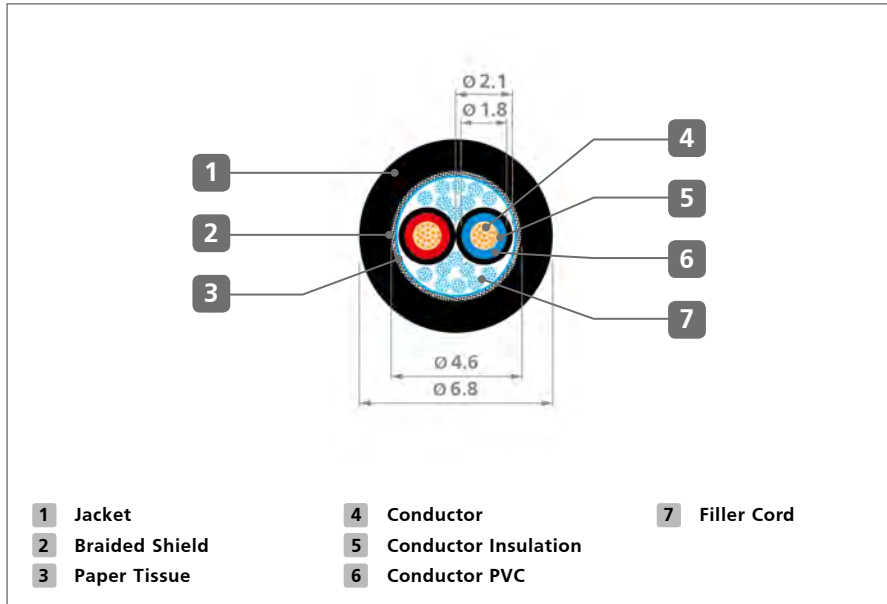 Ø 2.1
Ø 1.8
1
4
5
2
6
3
7
Ø 4.6
Ø 6.8
1 Jacket
2 Braided Shield
3 Paper Tissue
4 Conductor
5 Conductor Insulation
6 Conductor PVC
7 Filler Cord